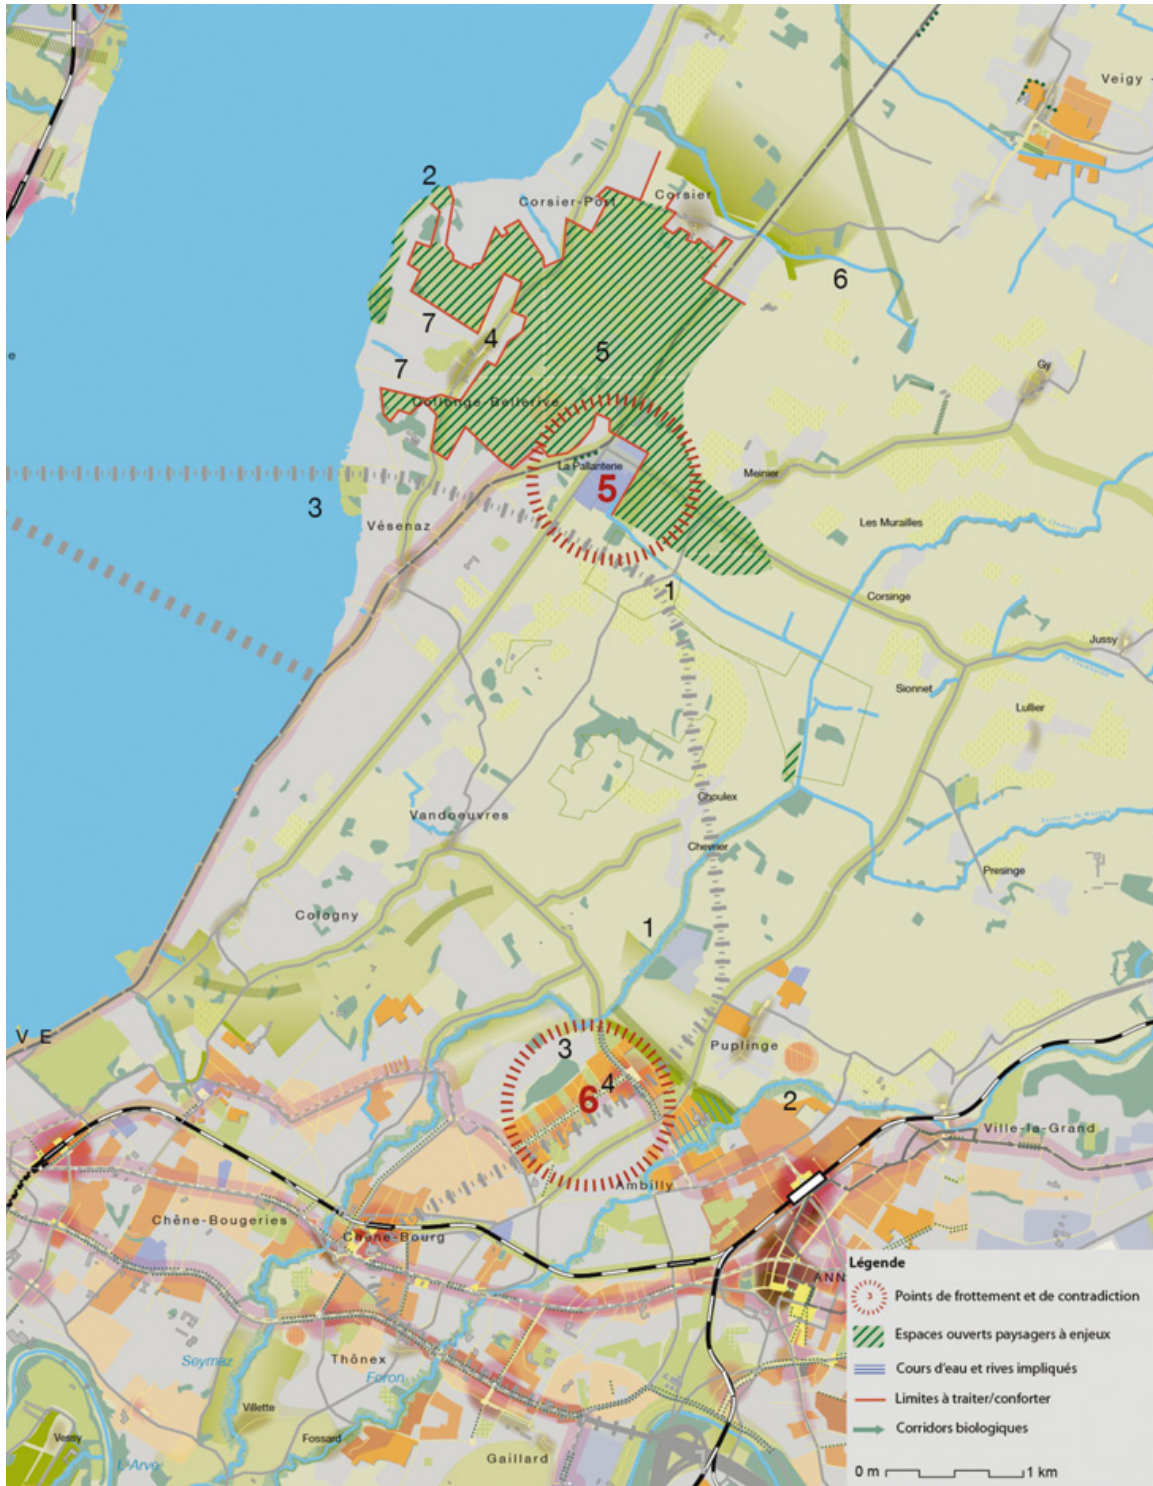 Veigy -
2
Corsier-Port
Corsier
6
7
4
5
e
7
Gy
Collonge-Bellerive
La Pallanterie
5
Meinier
3
Vésenaz
Les Murailles
1
Corsinge
Jussy
Sionnet
Lullier
Choulex
Vandoeuvres
Chevrier
Presinge
Cologny
1
V E
3
Puplinge
4
6
2
Ville-la-Grand
Ambilly
Chêne-Bougeries
Chêne-Bourg
ANN
Légende
3
Points de frottement et de contradiction
Espaces ouverts paysagers à enjeux
Cours d'eau et rives impliqués
Limites à traiter/conforter
Corridors biologiques
0 m
1 km
Seymaz
Thônex
Foron
Villette
Vessy
Fossard
L'Arve
Gaillard